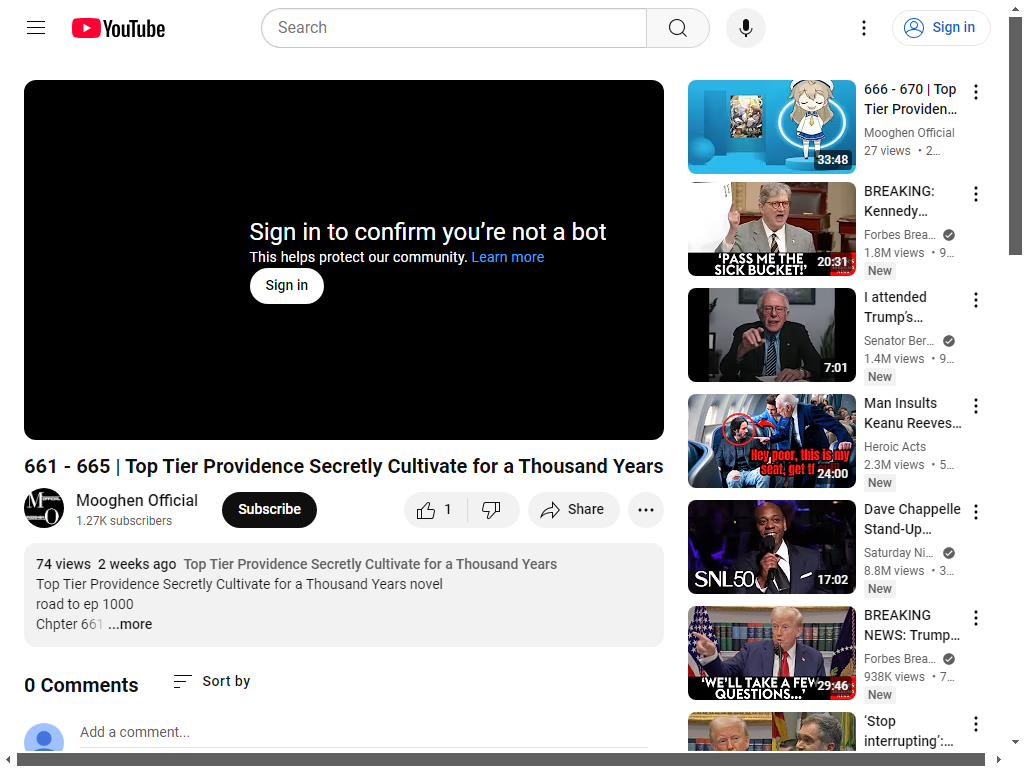 YouTube
Search
Sign in
Sign in to confirm you’re not a bot
This helps protect our community. Learn more
Sign in
661 - 665 | Top Tier Providence Secretly Cultivate for a Thousand Years
Mooghen Official
1.27K subscribers
Subscribe
1
Share
74 views 2 weeks ago Top Tier Providence Secretly Cultivate for a Thousand Years
Top Tier Providence Secretly Cultivate for a Thousand Years novel
road to ep 1000
Chpter 661 ...more
0 Comments
Sort by
Add a comment...
33:48
666 - 670 | Top
Tier Providen...
Mooghen Official
27 views • 2...
‘PASS ME THE
SICK BUCKET!’
20:31
BREAKING:
Kennedy...
Forbes Brea...
1.8M views • 9...
New
7:01
I attended
Trump’s...
Senator Ber...
1.4M views • 9...
New
Hey poor, this is my
seat, get
24:00
Man Insults
Keanu Reeves...
Heroic Acts
2.3M views • 5...
New
SNL50
17:02
Dave Chappelle
Stand-Up...
Saturday Ni...
8.8M views • 3...
New
‘WE’LL TAKE A FEW
QUESTIONS...’
29:46
BREAKING
NEWS: Trump...
Forbes Brea...
938K views • 7...
New
‘Stop
interrupting’:...